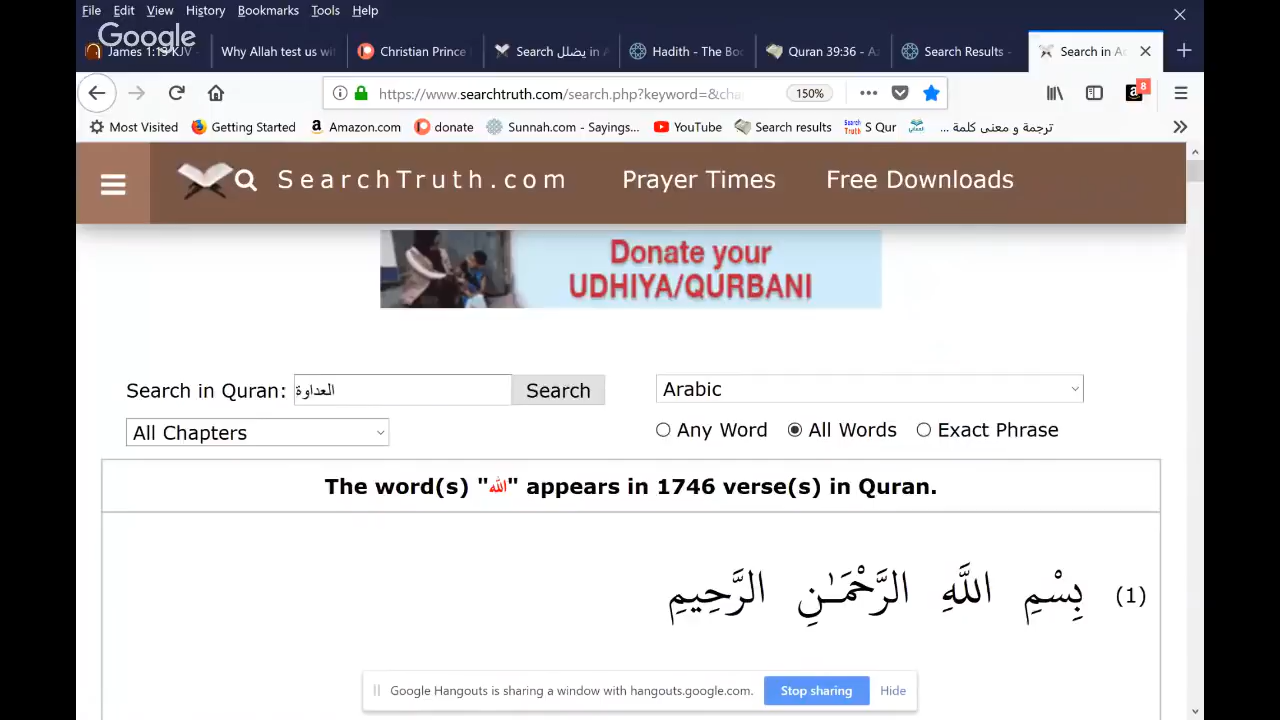 File Edit View History Bookmarks Tools Help
Google
James 1:13 KJV
Why Allah test us wi
Christian Prince
Search يضلل in A
Hadith - The Boo
Quran 39:36 - A
Search Results -
Search in A
https://www.searchtruth.com/search.php?keyword=&cha
150%
8
Most Visited Getting Started Amazon.com donate Sunnah.com - Sayings,... YouTube Search results S Qur ترجمة و معنى كلمة ...
SearchTruth.com Prayer Times Free Downloads
Donate your
UDHIYA/QURBANI
Search in Quran: العداوة Search Arabic
All Chapters Any Word All Words Exact Phrase
The word(s) "الله" appears in 1746 verse(s) in Quran.
(1) بِسْمِ اللَّهِ الرَّحْمَـٰنِ الرَّحِيمِ
Google Hangouts is sharing a window with hangouts.google.com. Stop sharing Hide